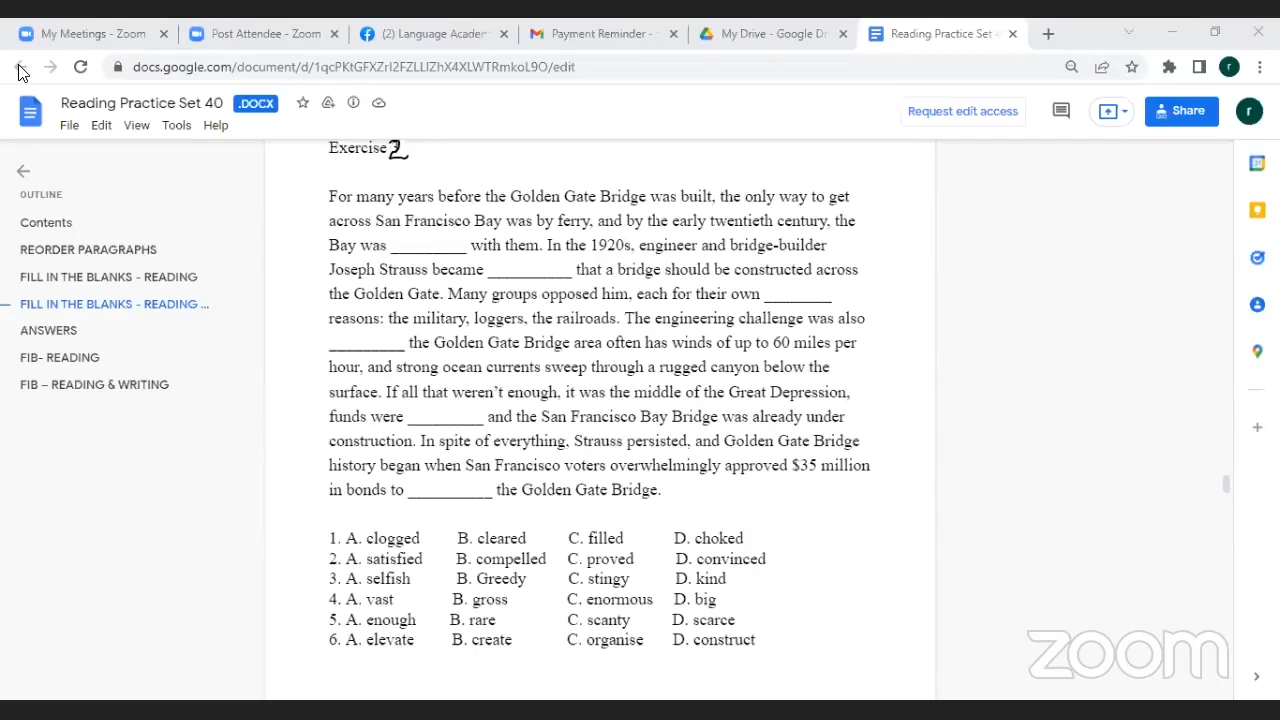 My Meetings - Zoom
Post Attendee - Zoom
(2) Language Academ
Payment Reminder -
My Drive - Google Dr
Reading Practice Set 4
docs.google.com/document/d/1qcPKtGFXZrI2FZLLlZhX4XLWTRmkoL9O/edit
r
Reading Practice Set 40 .DOCX
File Edit View Tools Help
Request edit access
Share
r
OUTLINE
Contents
REORDER PARAGRAPHS
FILL IN THE BLANKS - READING
FILL IN THE BLANKS - READING ...
ANSWERS
FIB- READING
FIB – READING & WRITING
Exercise 2
For many years before the Golden Gate Bridge was built, the only way to get
across San Francisco Bay was by ferry, and by the early twentieth century, the
Bay was _________ with them. In the 1920s, engineer and bridge-builder
Joseph Strauss became __________ that a bridge should be constructed across
the Golden Gate. Many groups opposed him, each for their own ________
reasons: the military, loggers, the railroads. The engineering challenge was also
_________ the Golden Gate Bridge area often has winds of up to 60 miles per
hour, and strong ocean currents sweep through a rugged canyon below the
surface. If all that weren’t enough, it was the middle of the Great Depression,
funds were _________ and the San Francisco Bay Bridge was already under
construction. In spite of everything, Strauss persisted, and Golden Gate Bridge
history began when San Francisco voters overwhelmingly approved $35 million
in bonds to __________ the Golden Gate Bridge.
1. A. clogged B. cleared C. filled D. choked
2. A. satisfied B. compelled C. proved D. convinced
3. A. selfish B. Greedy C. stingy D. kind
4. A. vast B. gross C. enormous D. big
5. A. enough B. rare C. scanty D. scarce
6. A. elevate B. create C. organise D. construct
zoom